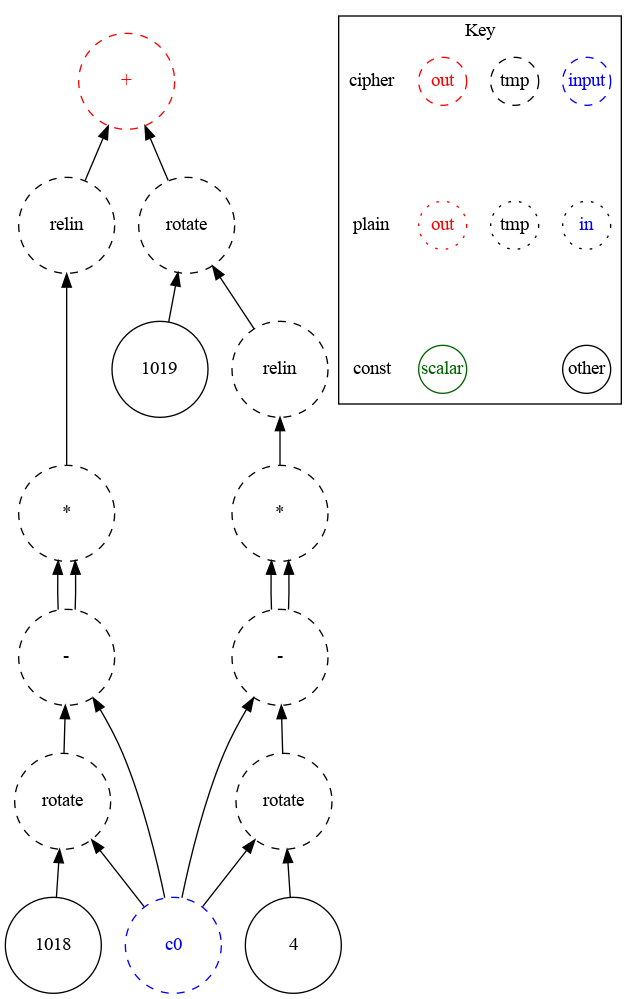 +
relin
rotate
1019
relin
*
*
-
-
rotate
rotate
1018
c0
4
Key
cipher out tmp input
plain out tmp in
const scalar other